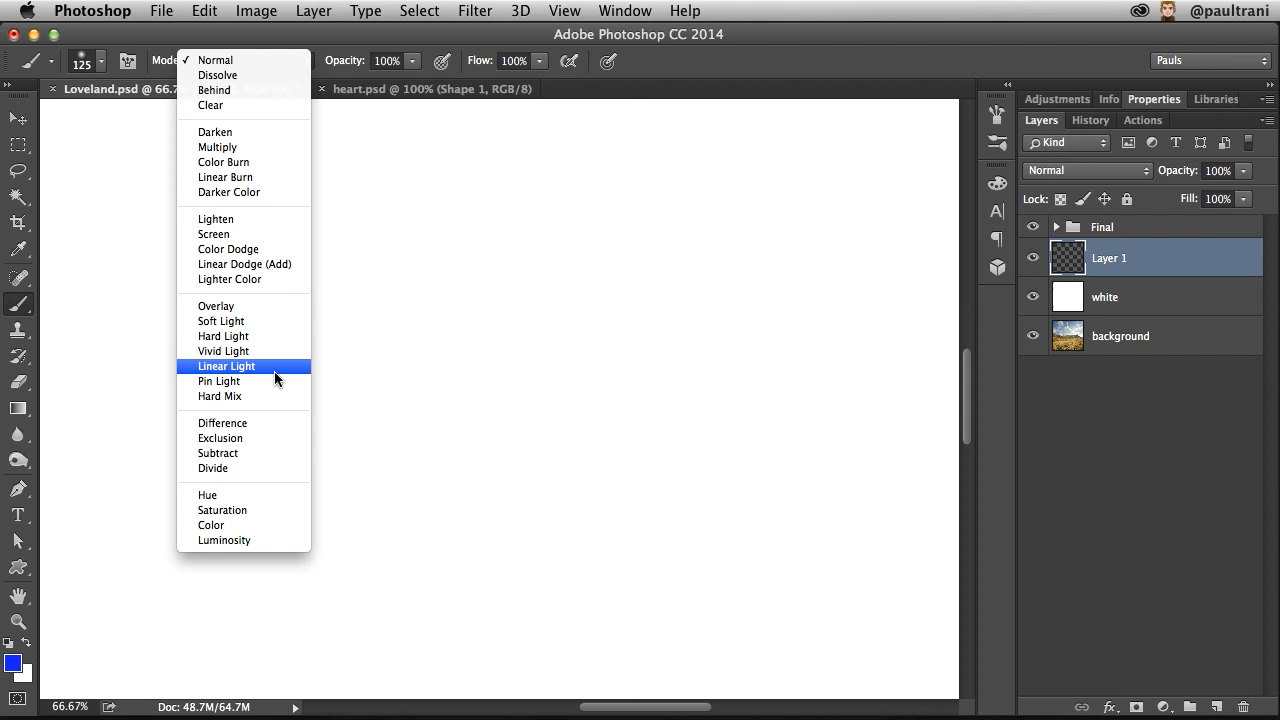 Photoshop File Edit Image Layer Type Select Filter 3D View Window Help @paultrani
Adobe Photoshop CC 2014
125 Mode Opacity: 100% Flow: 100% Pauls
Loveland.psd @ 66.7 heart.psd @ 100% (Shape 1, RGB/8)
Normal
Dissolve
Behind
Clear
Darken
Multiply
Color Burn
Linear Burn
Darker Color
Lighten
Screen
Color Dodge
Linear Dodge (Add)
Lighter Color
Overlay
Soft Light
Hard Light
Vivid Light
Linear Light
Pin Light
Hard Mix
Difference
Exclusion
Subtract
Divide
Hue
Saturation
Color
Luminosity
Adjustments Info Properties Libraries
Layers History Actions
Kind
Normal Opacity: 100%
Lock: Fill: 100%
Final
Layer 1
white
background
66.67% Doc: 48.7M/64.7M